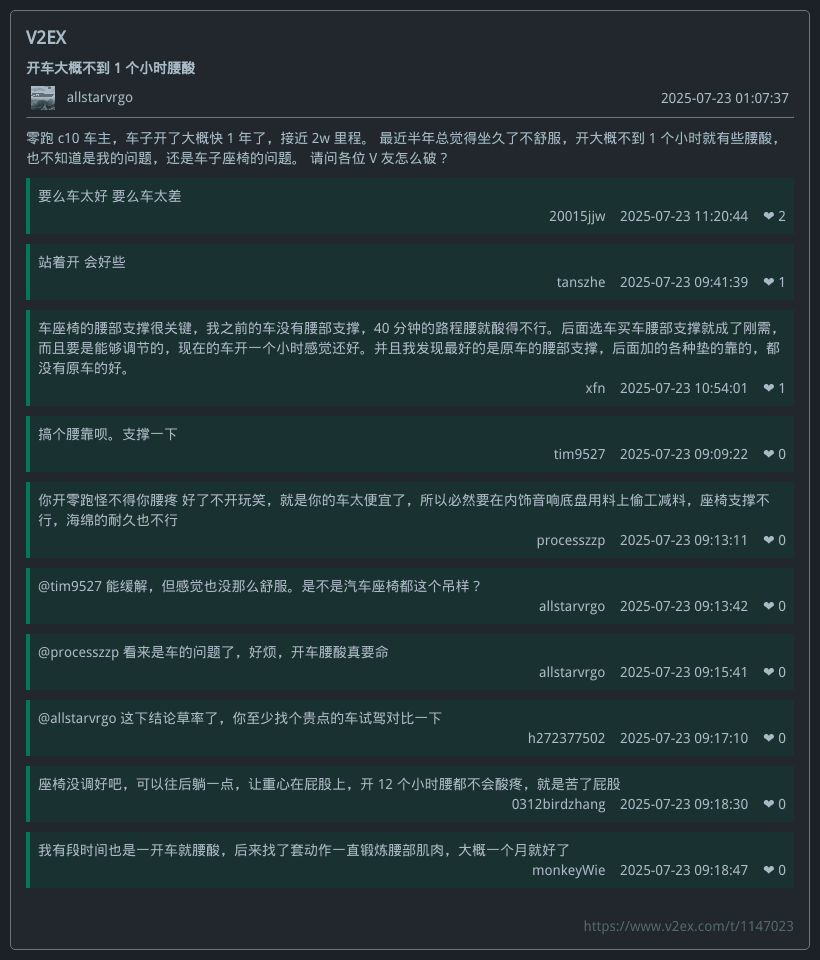 V2EX
开车大概不到 1 个小时腰酸
allstarvrgo 2025-07-23 01:07:37
零跑 c10 车主，车子开了大概快 1 年了，接近 2w 里程。 最近半年总觉得坐久了不舒服，开大概不到 1 个小时就有些腰酸，
也不知道是我的问题，还是车子座椅的问题。 请问各位 V 友怎么破？
要么车太好 要么车太差
20015jjw 2025-07-23 11:20:44 ❤ 2
站着开 会好些
tanszhe 2025-07-23 09:41:39 ❤ 1
车座椅的腰部支撑很关键，我之前的车没有腰部支撑，40 分钟的路程腰就酸得不行。后面选车买车腰部支撑就成了刚需，
而且要是能够调节的，现在的车开一个小时感觉还好。并且我发现最好的是原车的腰部支撑，后面加的各种垫的靠的，都
没有原车的好。
xfn 2025-07-23 10:54:01 ❤ 1
搞个腰靠呗。支撑一下
tim9527 2025-07-23 09:09:22 ❤ 0
你开零跑怪不得你腰疼 好了不开玩笑，就是你的车太便宜了，所以必然要在内饰音响底盘用料上偷工减料，座椅支撑不
行，海绵的耐久也不行
processzzp 2025-07-23 09:13:11 ❤ 0
@tim9527 能缓解，但感觉也没那么舒服。是不是汽车座椅都这个吊样？
allstarvrgo 2025-07-23 09:13:42 ❤ 0
@processzzp 看来是车的问题了，好烦，开车腰酸真要命
allstarvrgo 2025-07-23 09:15:41 ❤ 0
@allstarvrgo 这下结论草率了，你至少找个贵点的车试驾对比一下
h272377502 2025-07-23 09:17:10 ❤ 0
座椅没调好吧，可以往后躺一点，让重心在屁股上，开 12 个小时腰都不会酸疼，就是苦了屁股
0312birdzhang 2025-07-23 09:18:30 ❤ 0
我有段时间也是一开车就腰酸，后来找了套动作一直锻炼腰部肌肉，大概一个月就好了
monkeyWie 2025-07-23 09:18:47 ❤ 0
https://www.v2ex.com/t/1147023